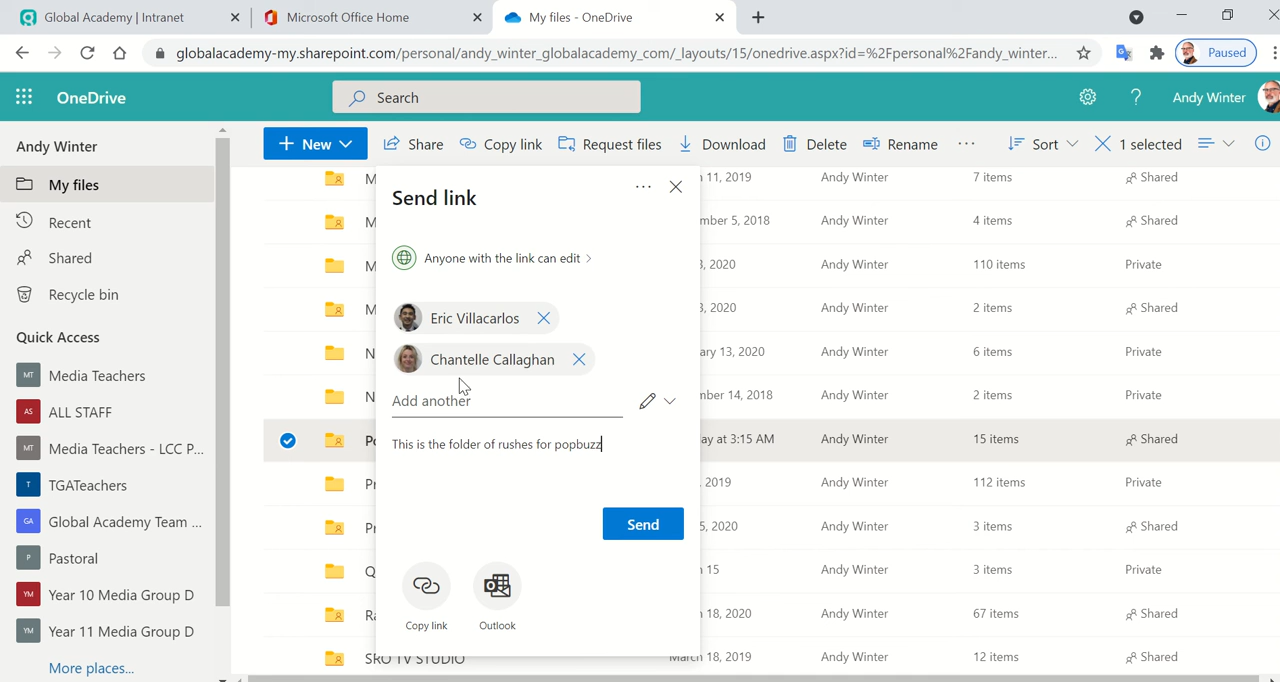 Global Academy | Intranet
Microsoft Office Home
My files - OneDrive
globalacademy-my.sharepoint.com/personal/andy_winter_globalacademy_com/_layouts/15/onedrive.aspx?id=%2Fpersonal%2Fandy_winter...
Paused
OneDrive
Search
Andy Winter
Andy Winter
New
Share
Copy link
Request files
Download
Delete
Rename
Sort
1 selected
My files
Recent
Shared
Recycle bin
Quick Access
MT Media Teachers
AS ALL STAFF
MT Media Teachers - LCC P...
T TGATeachers
GA Global Academy Team ...
P Pastoral
YM Year 10 Media Group D
YM Year 11 Media Group D
More places...
Send link
Anyone with the link can edit
Eric Villacarlos
Chantelle Callaghan
Add another
This is the folder of rushes for popbuzz
Send
Copy link
Outlook
11, 2019 Andy Winter 7 items Shared
mber 5, 2018 Andy Winter 4 items Shared
, 2020 Andy Winter 110 items Private
, 2020 Andy Winter 2 items Shared
ary 13, 2020 Andy Winter 6 items Private
mber 14, 2018 Andy Winter 2 items Shared
ay at 3:15 AM Andy Winter 15 items Shared
, 2019 Andy Winter 112 items Private
5, 2020 Andy Winter 3 items Shared
15 Andy Winter 3 items Private
18, 2020 Andy Winter 67 items Shared
SRO TV STUDIO March 18, 2019 Andy Winter 12 items Shared